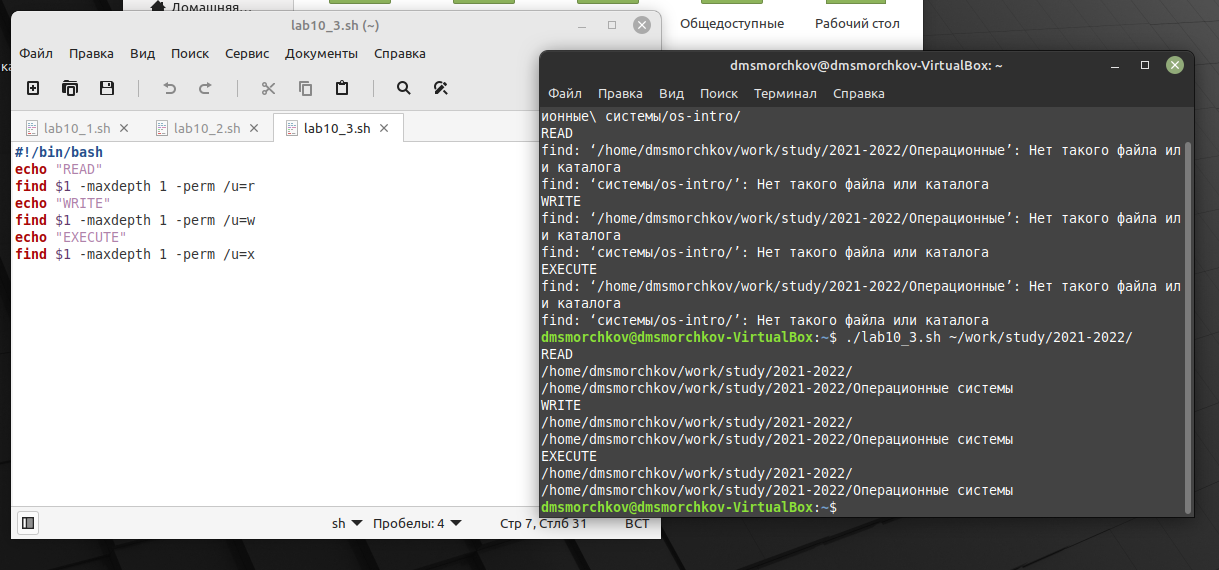 Домашняя...
Общедоступные
Рабочий стол
ка
lab10_3.sh (~)
Файл Правка Вид Поиск Сервис Документы Справка
lab10_1.sh
lab10_2.sh
lab10_3.sh
#!/bin/bash
echo "READ"
find $1 -maxdepth 1 -perm /u=r
echo "WRITE"
find $1 -maxdepth 1 -perm /u=w
echo "EXECUTE"
find $1 -maxdepth 1 -perm /u=x
sh Пробелы: 4 Стр 7, Стлб 31 ВСТ
dmsmorchkov@dmsmorchkov-VirtualBox: ~
Файл Правка Вид Поиск Терминал Справка
ионные\ системы/os-intro/
READ
find: ‘/home/dmsmorchkov/work/study/2021-2022/Операционные’: Нет такого файла ил
и каталога
find: ‘системы/os-intro/’: Нет такого файла или каталога
WRITE
find: ‘/home/dmsmorchkov/work/study/2021-2022/Операционные’: Нет такого файла ил
и каталога
find: ‘системы/os-intro/’: Нет такого файла или каталога
EXECUTE
find: ‘/home/dmsmorchkov/work/study/2021-2022/Операционные’: Нет такого файла ил
и каталога
find: ‘системы/os-intro/’: Нет такого файла или каталога
dmsmorchkov@dmsmorchkov-VirtualBox:~$ ./lab10_3.sh ~/work/study/2021-2022/
READ
/home/dmsmorchkov/work/study/2021-2022/
/home/dmsmorchkov/work/study/2021-2022/Операционные системы
WRITE
/home/dmsmorchkov/work/study/2021-2022/
/home/dmsmorchkov/work/study/2021-2022/Операционные системы
EXECUTE
/home/dmsmorchkov/work/study/2021-2022/
/home/dmsmorchkov/work/study/2021-2022/Операционные системы
dmsmorchkov@dmsmorchkov-VirtualBox:~$